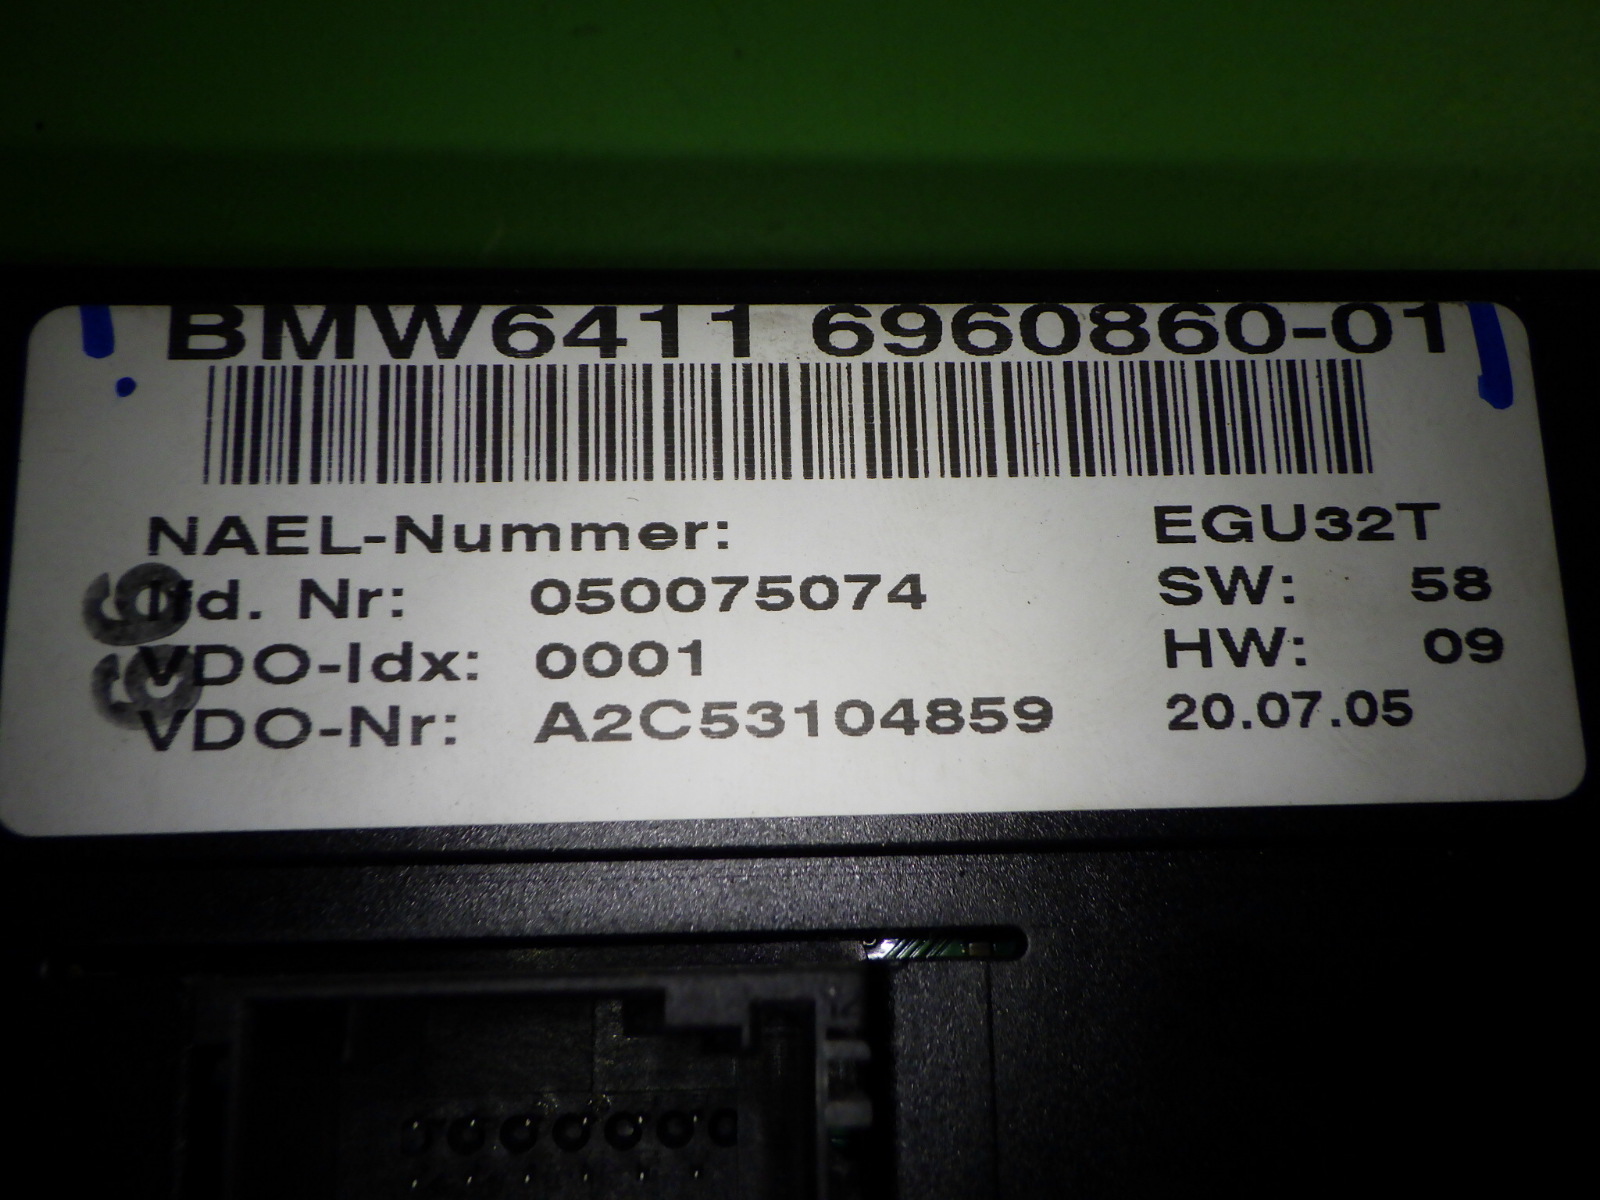 BMW6411 6960860-01
NAEL-Nummer: EGU32T
lfd. Nr: 050075074 SW: 58
VDO-Idx: 0001 HW: 09
VDO-Nr: A2C53104859 20.07.05